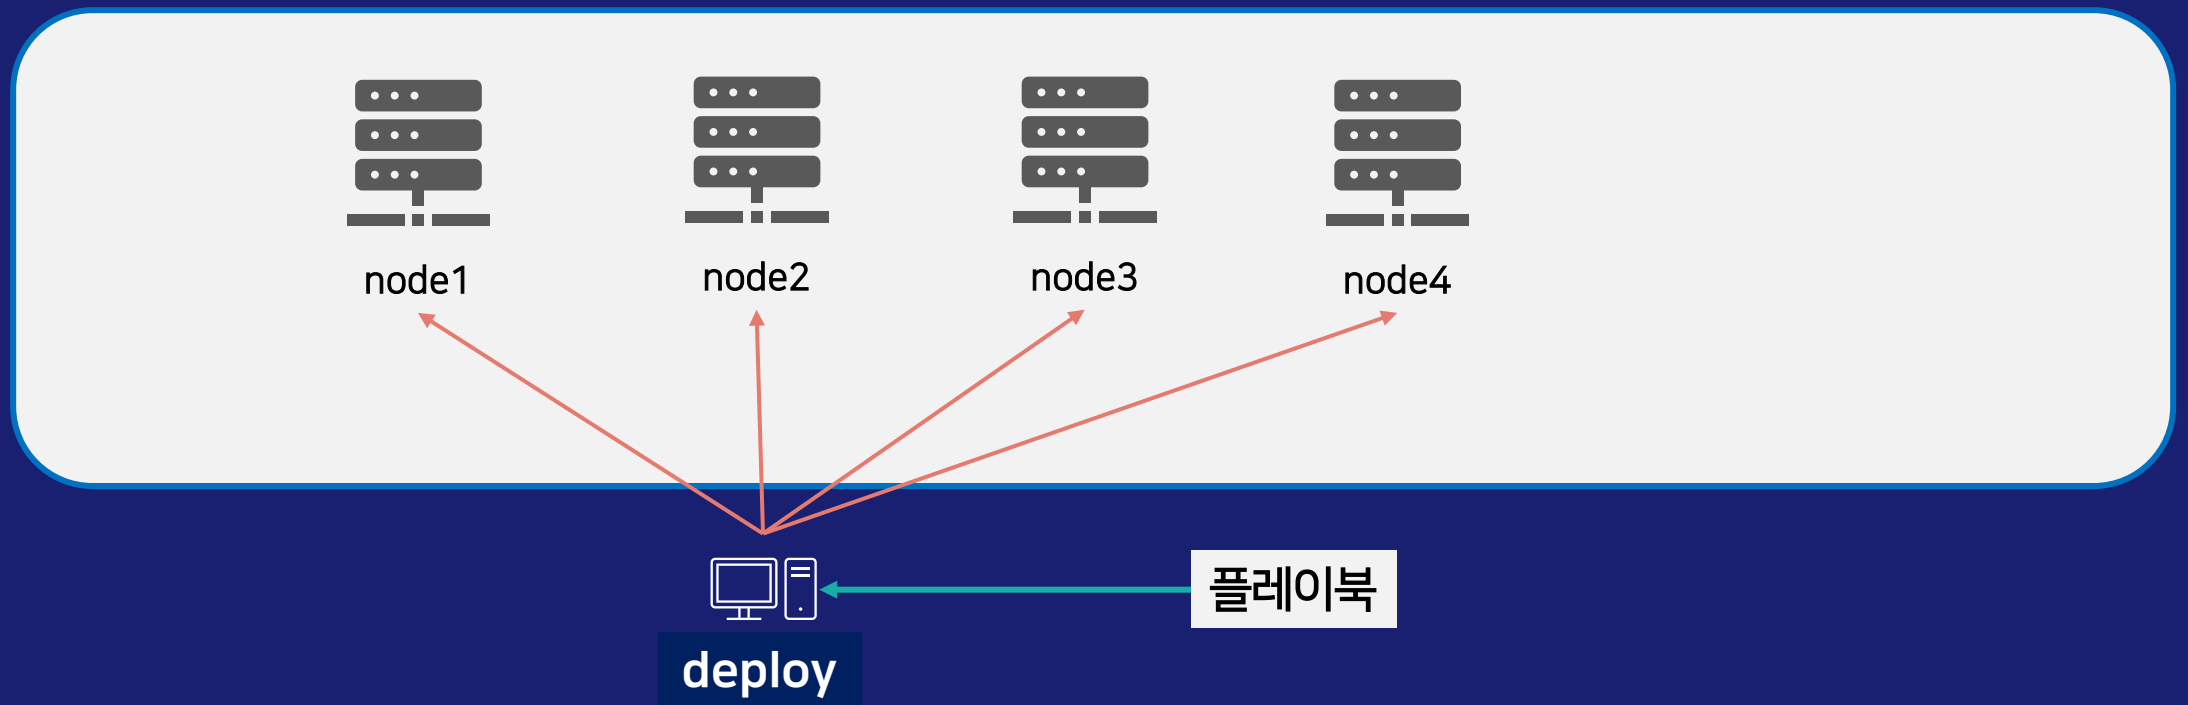 node1
node2
node3
node4
플레이북
deploy